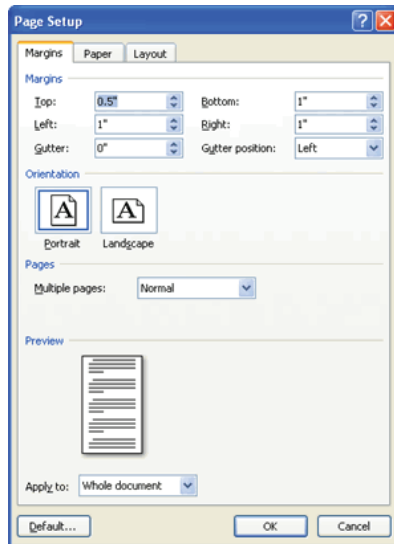 Page Setup
Margins Paper Layout
Margins
Top: 0.5" Bottom: 1"
Left: 1" Right: 1"
Gutter: 0" Gutter position: Left
Orientation
A A
Portrait Landscape
Pages
Multiple pages: Normal
Preview
Apply to: Whole document
Default... OK Cancel